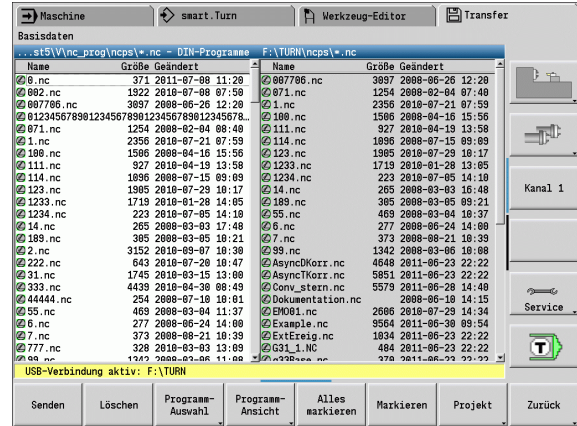 Maschine
smart.Turn
Werkzeug-Editor
Transfer
Basisdaten
...st5\V\nc_prog\ncps\*.nc - DIN-Programme
F:\TURN\ncps\*.nc
Name Größe Geändert
0.nc 371 2011-07-08 11:20
002.nc 1922 2010-07-08 07:50
007706.nc 3097 2008-06-26 12:20
01234567890123456789012345678901234567890123456789012345678...
071.nc 1254 2008-02-04 08:40
1.nc 2356 2010-07-21 07:59
100.nc 1506 2008-04-16 15:56
111.nc 927 2010-04-19 13:58
114.nc 1096 2008-07-15 09:09
123.nc 1905 2010-07-29 10:17
1233.nc 1719 2010-01-28 14:05
1234.nc 223 2010-07-05 14:10
14.nc 265 2008-03-03 17:48
189.nc 305 2008-03-05 10:21
2.nc 3152 2010-09-07 10:30
222.nc 643 2010-07-20 10:47
31.nc 1745 2010-03-15 13:00
333.nc 4439 2010-04-30 08:49
44444.nc 254 2008-07-10 10:01
55.nc 469 2008-03-04 11:37
6.nc 277 2008-06-24 14:00
7.nc 373 2008-08-21 10:39
777.nc 328 2010-03-03 13:09
99.nc 1342 2008-03-06 11:08
Name Größe Geändert
007706.nc 3097 2008-06-26 12:20
071.nc 1254 2008-02-04 07:40
1.nc 2356 2010-07-21 07:59
100.nc 1506 2008-04-16 15:56
111.nc 927 2010-04-19 13:58
114.nc 1096 2008-07-15 09:09
123.nc 1905 2010-07-29 10:17
1233.nc 1719 2010-01-28 13:05
1234.nc 223 2010-07-05 14:10
14.nc 265 2008-03-03 16:48
189.nc 305 2008-03-05 09:21
55.nc 469 2008-03-04 10:37
6.nc 277 2008-06-24 14:00
7.nc 373 2008-08-21 10:39
99.nc 1342 2008-03-06 10:08
AsyncDKorr.nc 4648 2011-06-23 22:22
AsyncTKorr.nc 5851 2011-06-23 22:22
Conv_stern.nc 5579 2011-06-28 14:40
Dokumentation.nc 2008-06-10 14:15
EMO01.nc 2606 2010-07-29 14:34
Example.nc 9564 2011-06-30 09:54
ExtEreig.nc 1034 2011-06-23 22:22
G31_1.NC 484 2011-06-23 22:22
g33Base.nc 370 2011-06-23 22:22
Kanal 1
Service
T
USB-Verbindung aktiv: F:\TURN
Senden
Löschen
Programm-
Auswahl
Programm-
Ansicht
Alles
markieren
Markieren
Projekt
Zurück